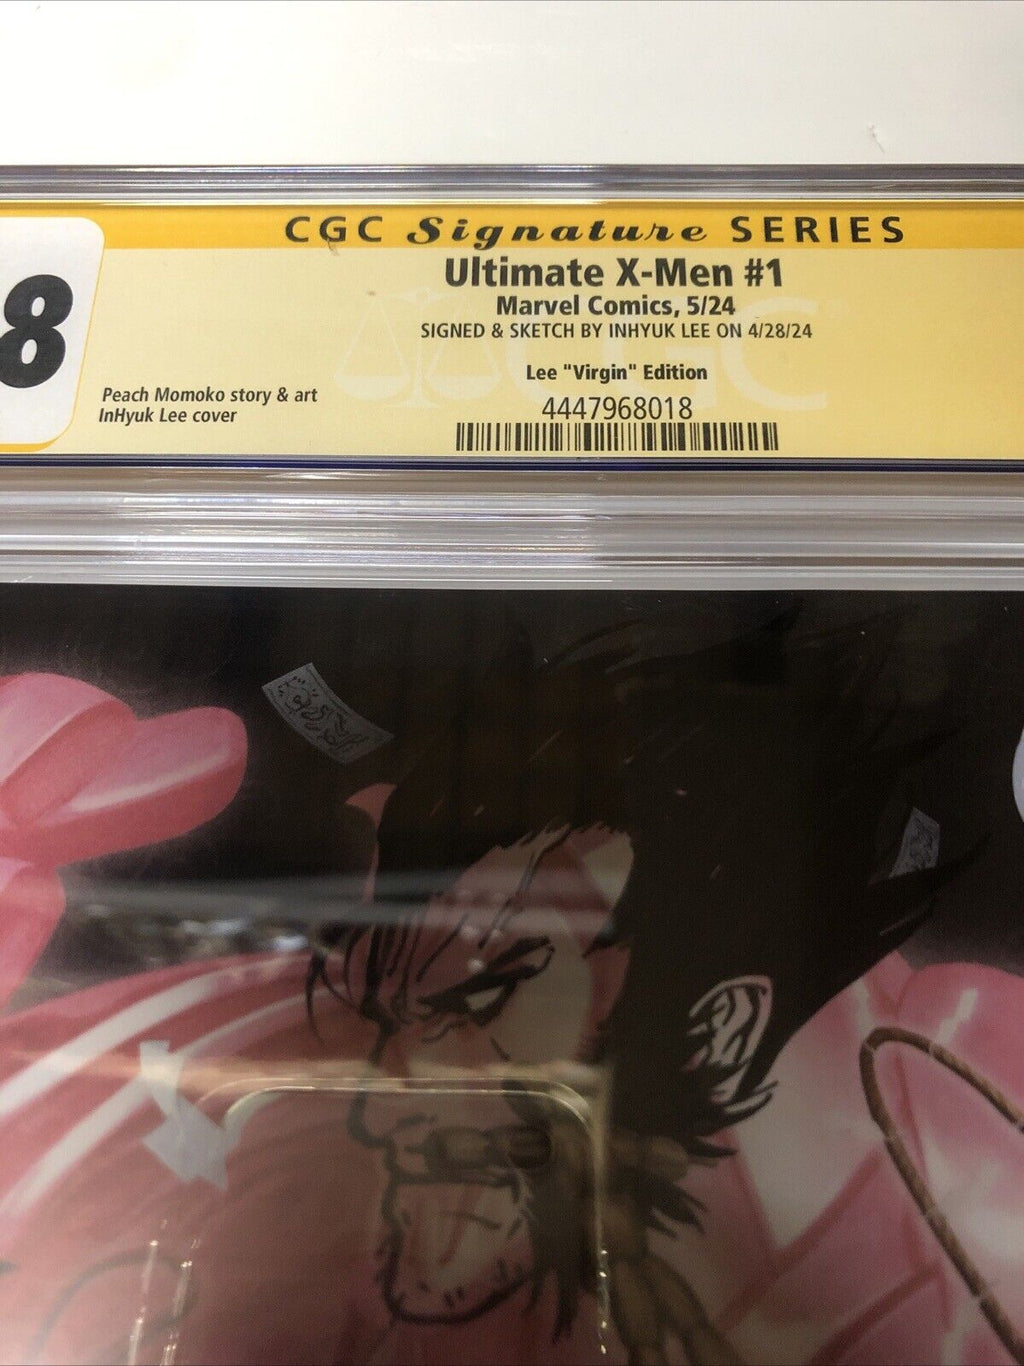 CGC Signature SERIES
8
Ultimate X-Men #1
Marvel Comics, 5/24
SIGNED & SKETCH BY INHYUK LEE ON 4/28/24
Lee "Virgin" Edition
Peach Momoko story & art
InHyuk Lee cover
4447968018
CGC